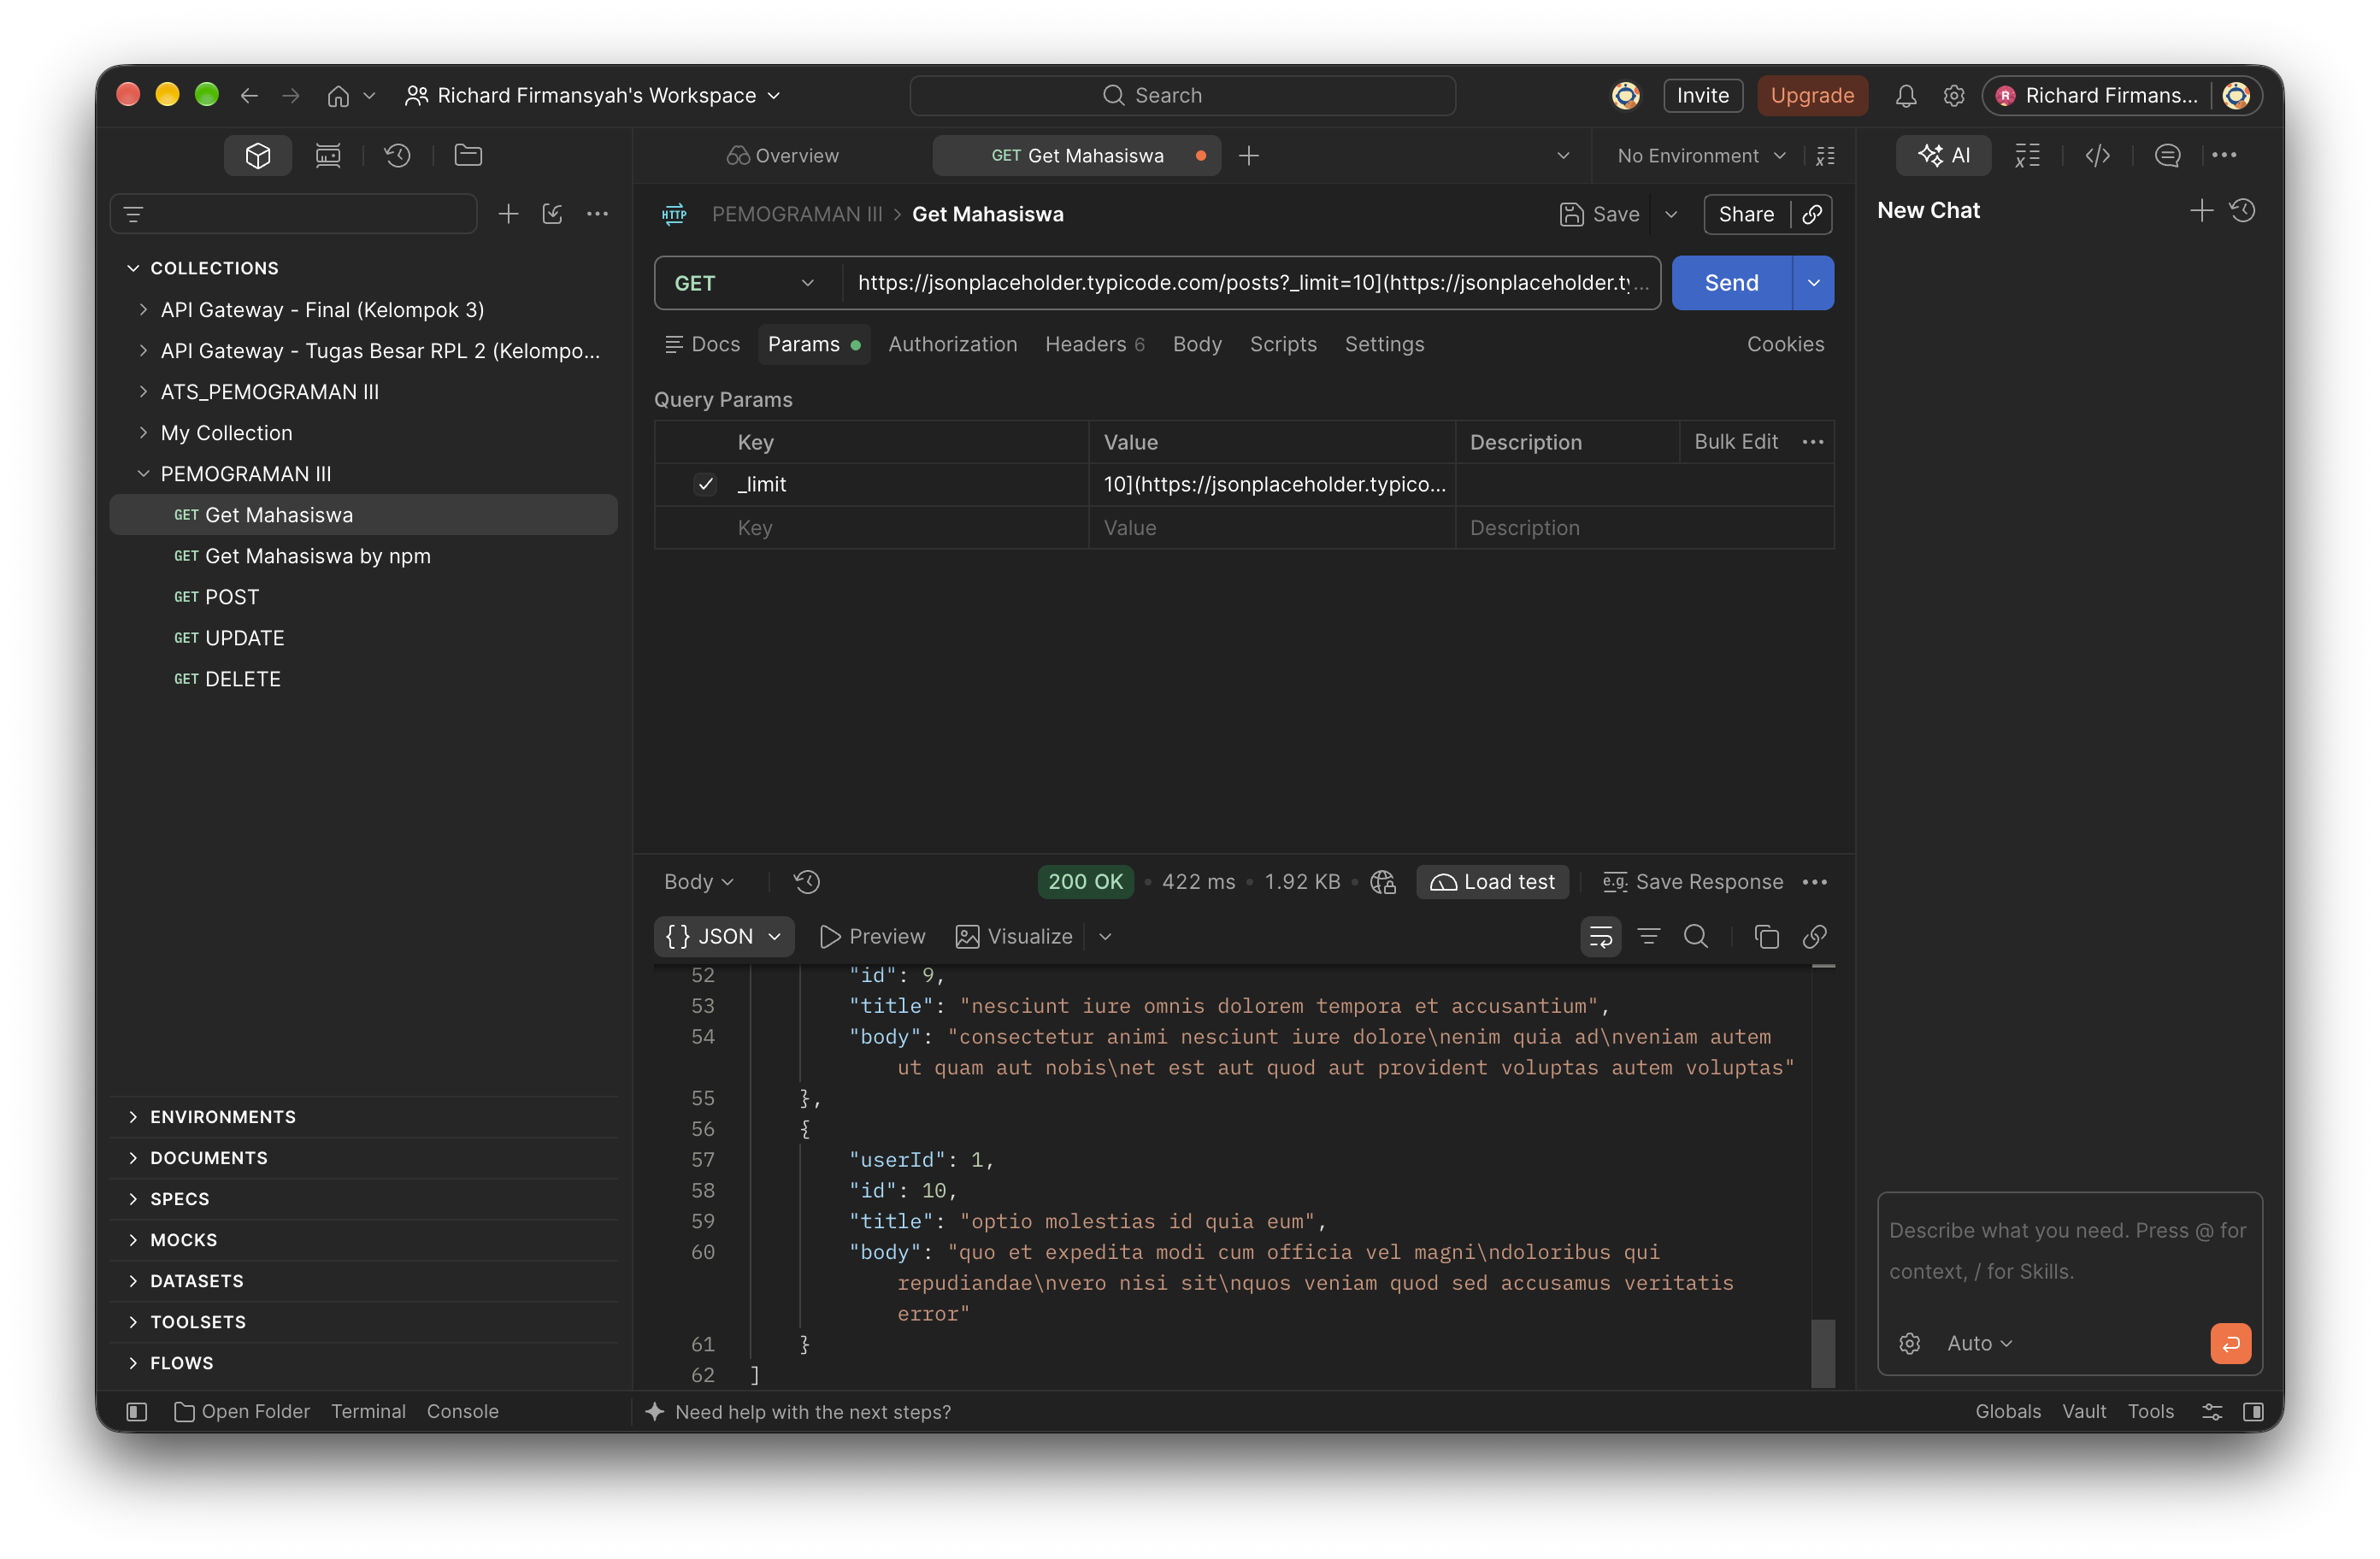 Richard Firmansyah's Workspace
Search
Invite
Upgrade
R
Richard Firmans...
Overview
GET Get Mahasiswa
No Environment
AI
COLLECTIONS
API Gateway - Final (Kelompok 3)
API Gateway - Tugas Besar RPL 2 (Kelompo...
ATS_PEMOGRAMAN III
My Collection
PEMOGRAMAN III
GET Get Mahasiswa
GET Get Mahasiswa by npm
GET POST
GET UPDATE
GET DELETE
ENVIRONMENTS
DOCUMENTS
SPECS
MOCKS
DATASETS
TOOLSETS
FLOWS
HTTP PEMOGRAMAN III > Get Mahasiswa
Save
Share
GET
https://jsonplaceholder.typicode.com/posts?_limit=10](https://jsonplaceholder.ty...
Send
Docs Params Authorization Headers 6 Body Scripts Settings Cookies
Query Params
Key Value Description Bulk Edit
_limit 10](https://jsonplaceholder.typico...
Key Value Description
Body
200 OK • 422 ms • 1.92 KB
Load test
e.g. Save Response
{} JSON Preview Visualize
52 "id": 9,
53 "title": "nesciunt iure omnis dolorem tempora et accusantium",
54 "body": "consectetur animi nesciunt iure dolore\nenim quia ad\nveniam autem
ut quam aut nobis\net est aut quod aut provident voluptas autem voluptas"
55 },
56 {
57 "userId": 1,
58 "id": 10,
59 "title": "optio molestias id quia eum",
60 "body": "quo et expedita modi cum officia vel magni\ndoloribus qui
repudiandae\nvero nisi sit\nquos veniam quod sed accusamus veritatis
error"
61 }
62 ]
New Chat
Describe what you need. Press @ for
context, / for Skills.
Auto
Open Folder Terminal Console
Need help with the next steps?
Globals Vault Tools